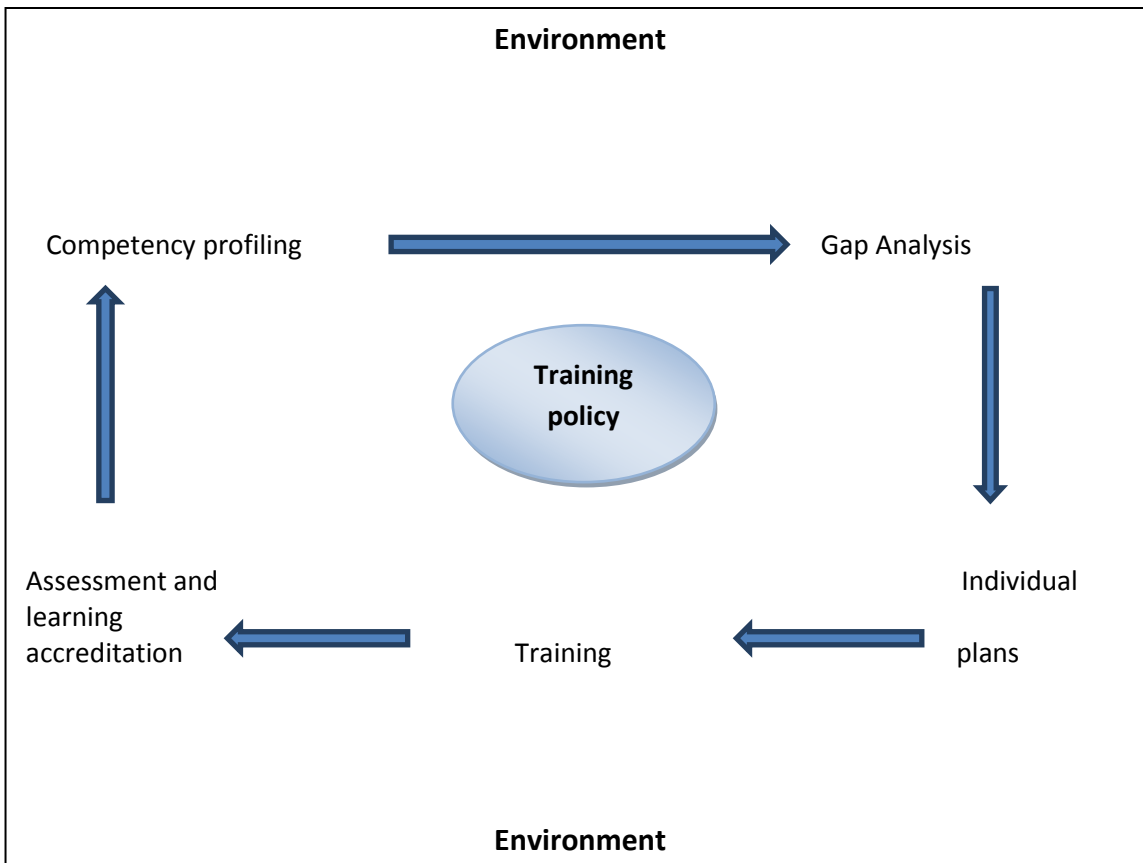 Environment
Competency profiling
Gap Analysis
Training
policy
Assessment and
learning
accreditation
Training
Individual
plans
Environment